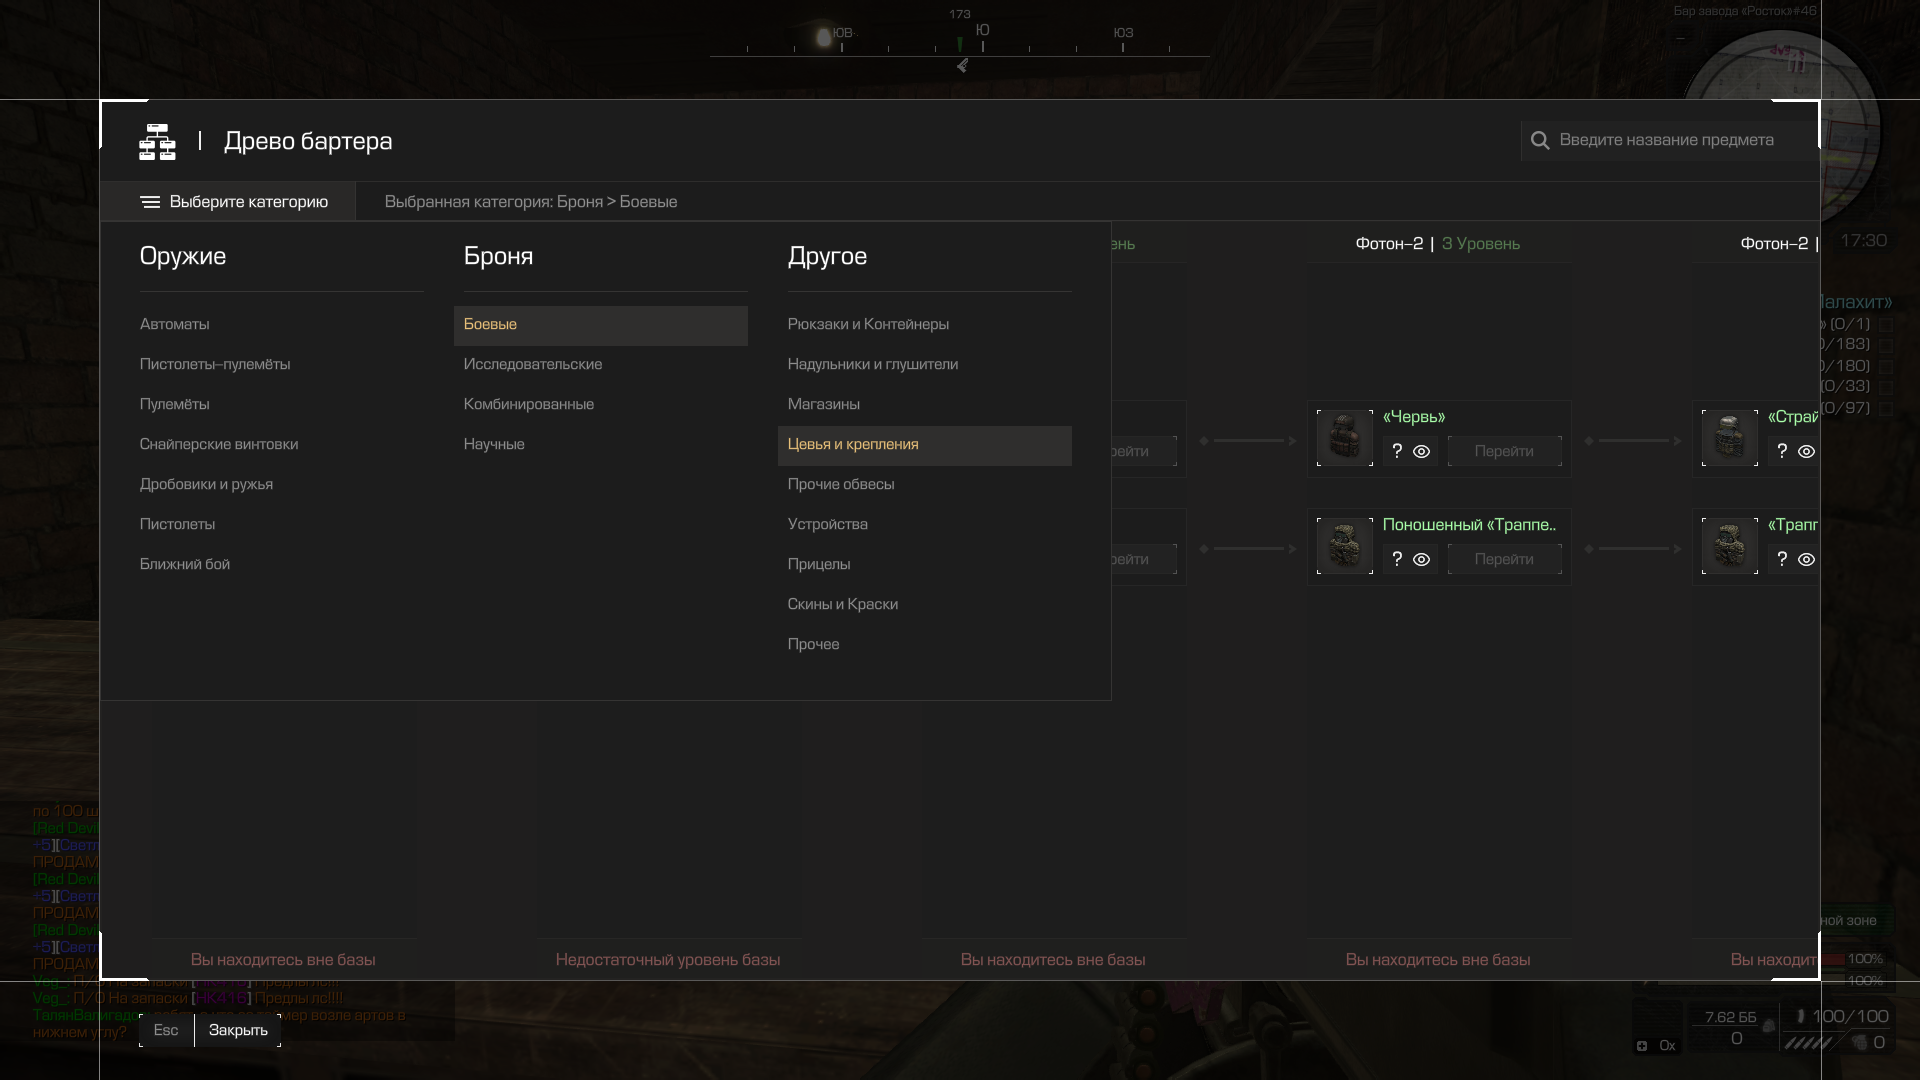 173
ЮВ
Ю
ЮЗ
Бар завода «Росток»#46
Древо бартера
Введите название предмета
Выберите категорию
Выбранная категория: Броня > Боевые
Оружие
Автоматы
Пистолеты-пулемёты
Пулемёты
Снайперские винтовки
Дробовики и ружья
Пистолеты
Ближний бой
Броня
Боевые
Исследовательские
Комбинированные
Научные
Другое
Рюкзаки и Контейнеры
Надульники и глушители
Магазины
Цевья и крепления
Прочие обвесы
Устройства
Прицелы
Скины и Краски
Прочее
ень
Фотон-2 | 3 Уровень
Фотон-2 |
17:30
Малахит»
» (0/1)
0/183)
0/180)
(0/33)
(0/97)
рейти
«Червь»
? Перейти
«Страй
?
рейти
Поношенный «Траппе..
? Перейти
«Трапп
?
по 100 ш
[Red Devil
+5][Светл
ПРОДАМ
[Red Devil
+5][Светл
ПРОДАМ
[Red Devil
+5][Светл
ПРОДАМ
Вы находитесь вне базы
Недостаточный уровень базы
Вы находитесь вне базы
Вы находитесь вне базы
Вы находит
ной зоне
100%
100%
Veg_: П/О На запаски [HK416] Предлы лс!!!!
Veg_: П/О На запаски [HK416] Предлы лс!!!!
ТалянВалигадо
мер возле артов в
нижнем углу?
Esc
Закрыть
0x
7.62 ББ
0
100/100
0